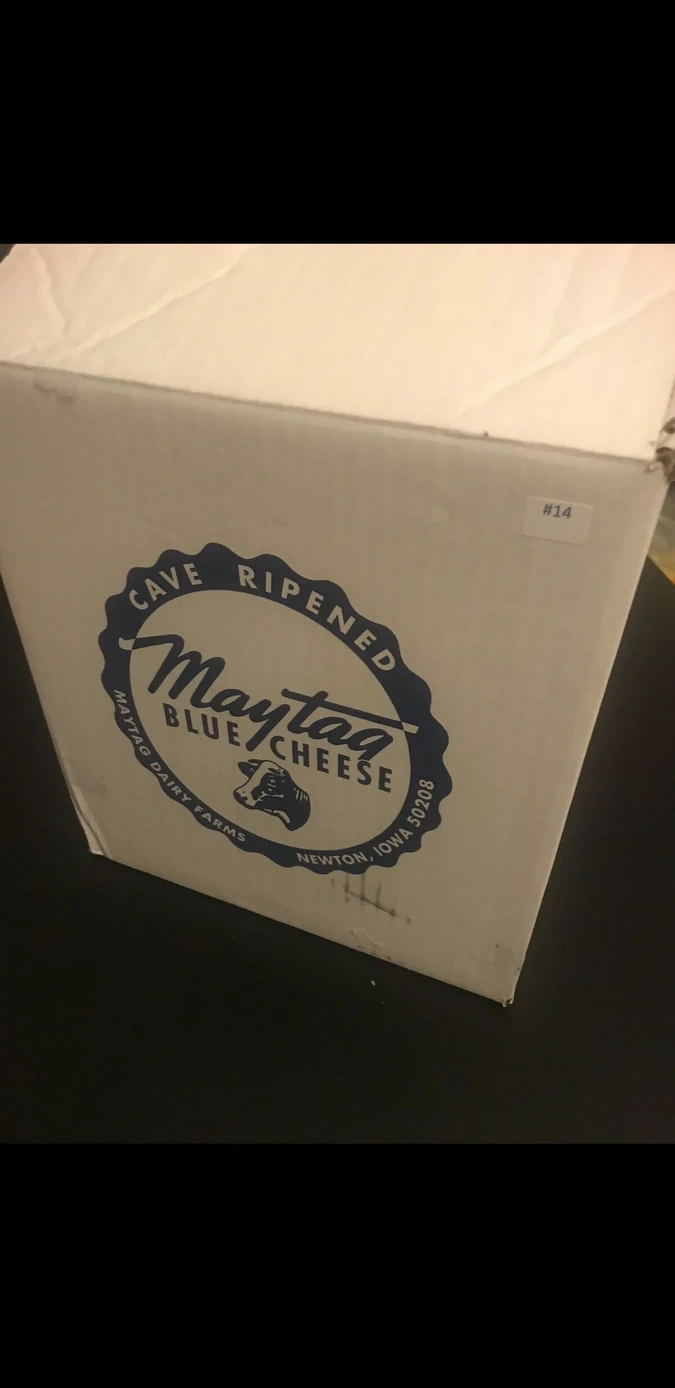 #14
CAVE RIPENED
Maytag
BLUE CHEESE
MAYTAG DAIRY FARMS
NEWTON, IOWA 50208